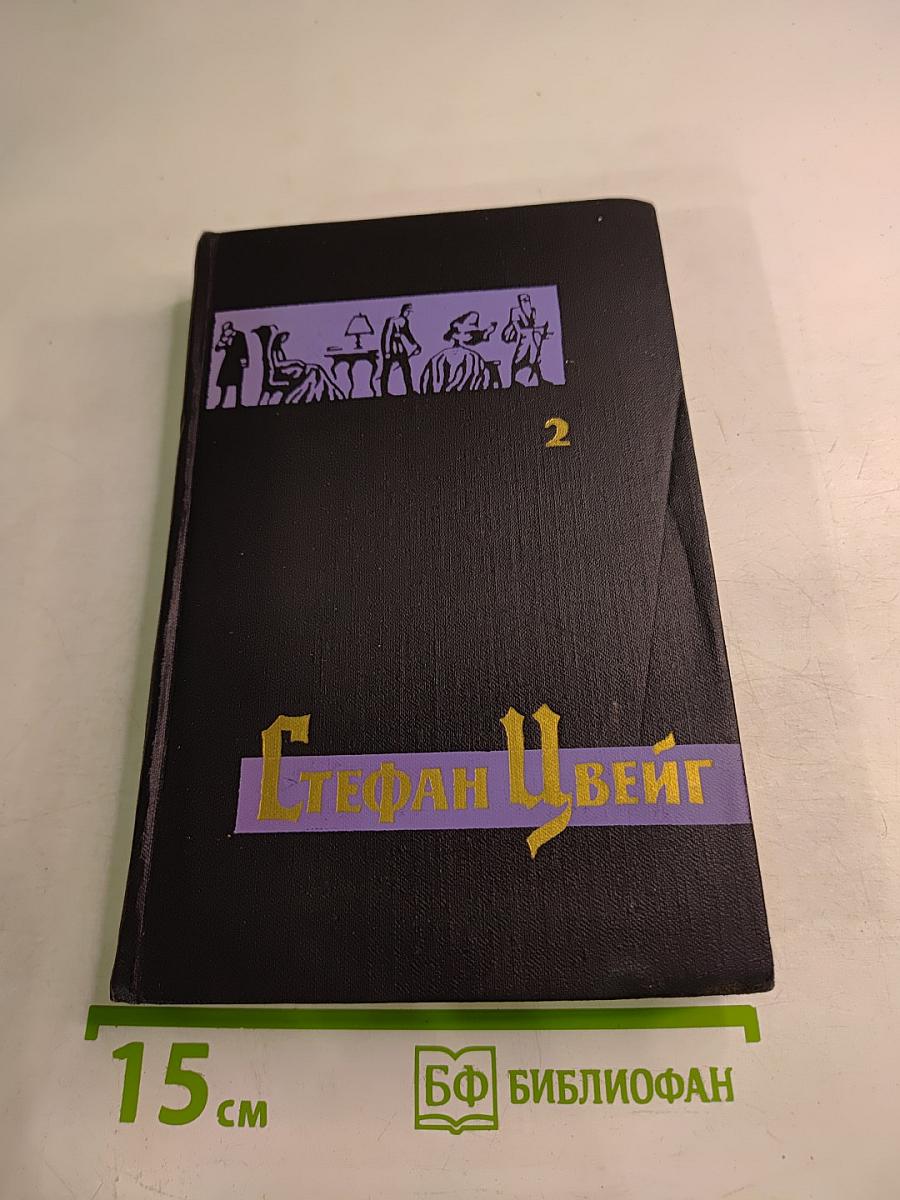 2
Стефан Цвейг
15 см
БФ БИБЛИОФАН